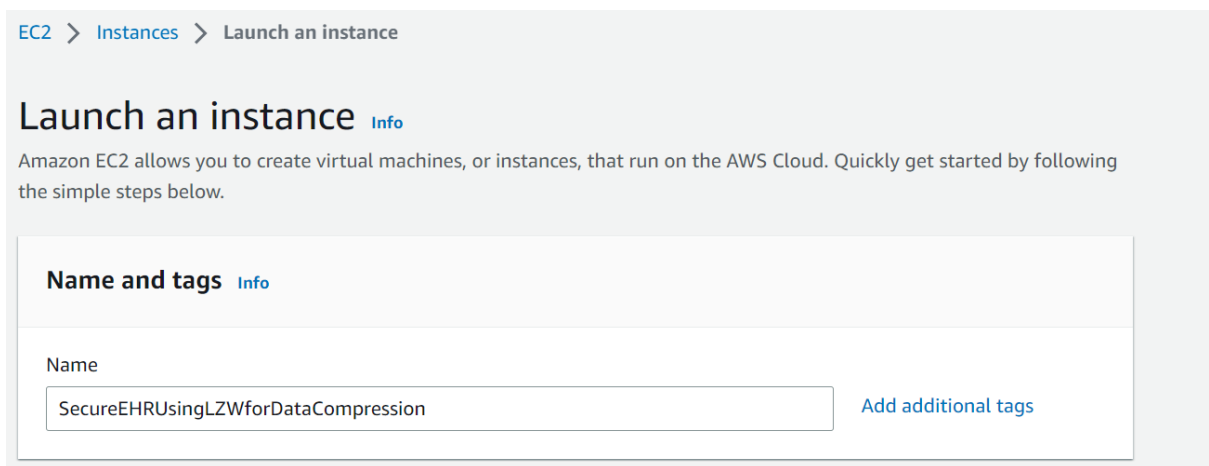 EC2 > Instances > Launch an instance
Launch an instance Info
Amazon EC2 allows you to create virtual machines, or instances, that run on the AWS Cloud. Quickly get started by following
the simple steps below.
Name and tags Info
Name
SecureEHRUsingLZWforDataCompression Add additional tags